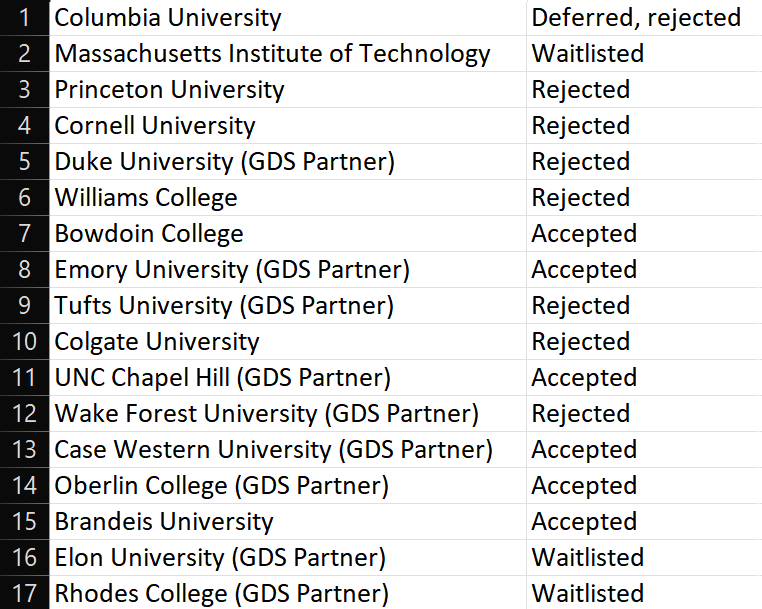 1 Columbia University Deferred, rejected
2 Massachusetts Institute of Technology Waitlisted
3 Princeton University Rejected
4 Cornell University Rejected
5 Duke University (GDS Partner) Rejected
6 Williams College Rejected
7 Bowdoin College Accepted
8 Emory University (GDS Partner) Accepted
9 Tufts University (GDS Partner) Rejected
10 Colgate University Rejected
11 UNC Chapel Hill (GDS Partner) Accepted
12 Wake Forest University (GDS Partner) Rejected
13 Case Western University (GDS Partner) Accepted
14 Oberlin College (GDS Partner) Accepted
15 Brandeis University Accepted
16 Elon University (GDS Partner) Waitlisted
17 Rhodes College (GDS Partner) Waitlisted